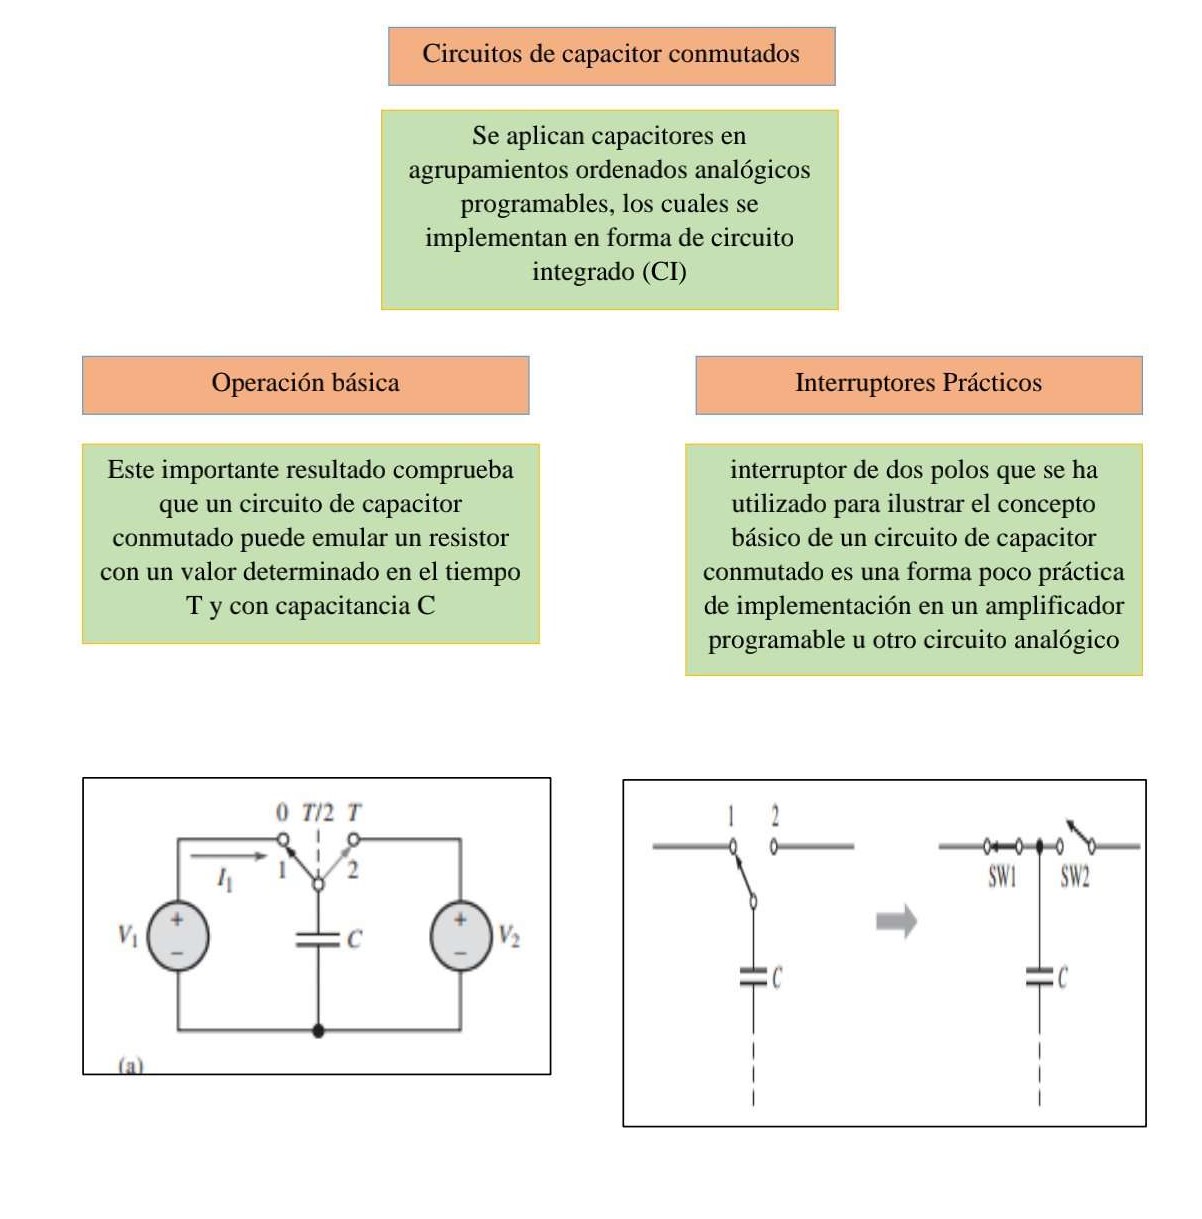 Circuitos de capacitor conmutados
Se aplican capacitores en
agrupamientos ordenados analógicos
programables, los cuales se
implementan en forma de circuito
integrado (CI)
Operación básica
Este importante resultado comprueba
que un circuito de capacitor
conmutado puede emular un resistor
con un valor determinado en el tiempo
T y con capacitancia C
Interruptores Prácticos
interruptor de dos polos que se ha
utilizado para ilustrar el concepto
básico de un circuito de capacitor
conmutado es una forma poco práctica
de implementación en un amplificador
programable u otro circuito analógico
0 T/2 T
1 2
I₁
V₁ + −
C
+ − V₂
(a)
1 2
C
SW1 SW2
C